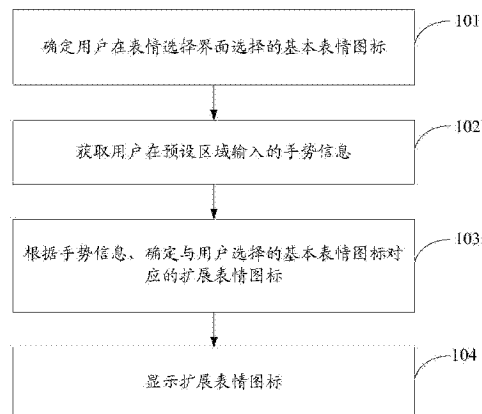 确定用户在表情选择界面选择的基本表情图标
101
获取用户在预设区域输入的手势信息
102
根据手势信息、确定与用户选择的基本表情图标对
应的扩展表情图标
103
显示扩展表情图标
104